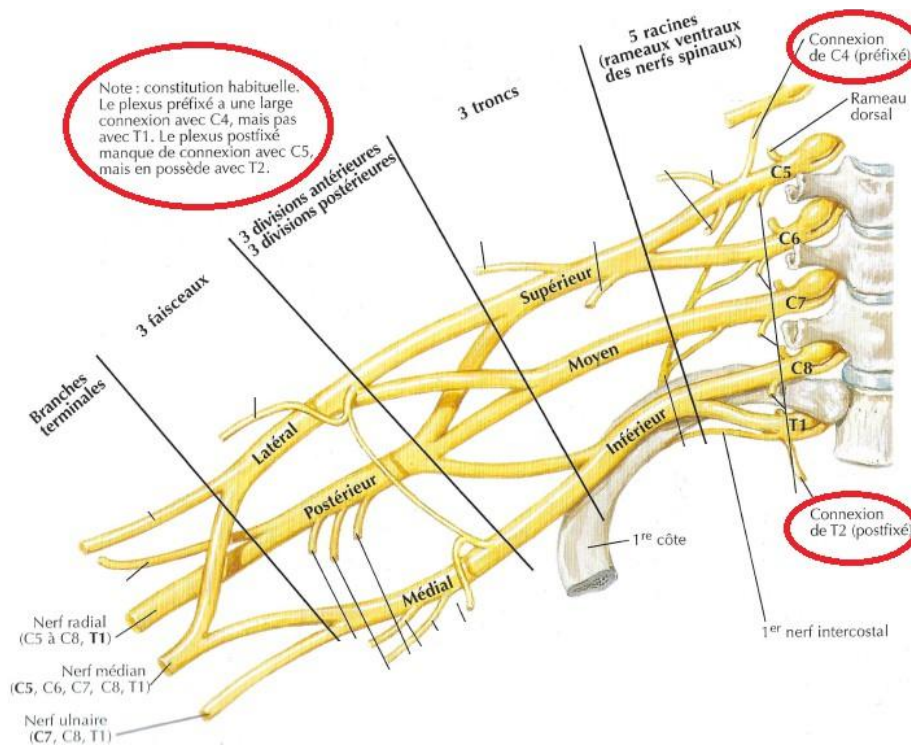 5 racines
(rameaux ventraux
des nerfs spinaux)
Connexion
de C4 (préfixé)
Note : constitution habituelle.
Le plexus préfixé a une large
connexion avec C4, mais pas
avec T1. Le plexus postfixé
manque de connexion avec C5,
mais en possède avec T2.
3 troncs
Rameau
dorsal
3 divisions antérieures
3 divisions postérieures
3 faisceaux
Branches
terminales
C5
C6
C7
C8
T1
Supérieur
Moyen
Inférieur
Latéral
Postérieur
Médial
Connexion
de T2 (postfixé)
1re côte
1er nerf intercostal
Nerf radial
(C5 à C8, T1)
Nerf médian
(C5, C6, C7, C8, T1)
Nerf ulnaire
(C7, C8, T1)